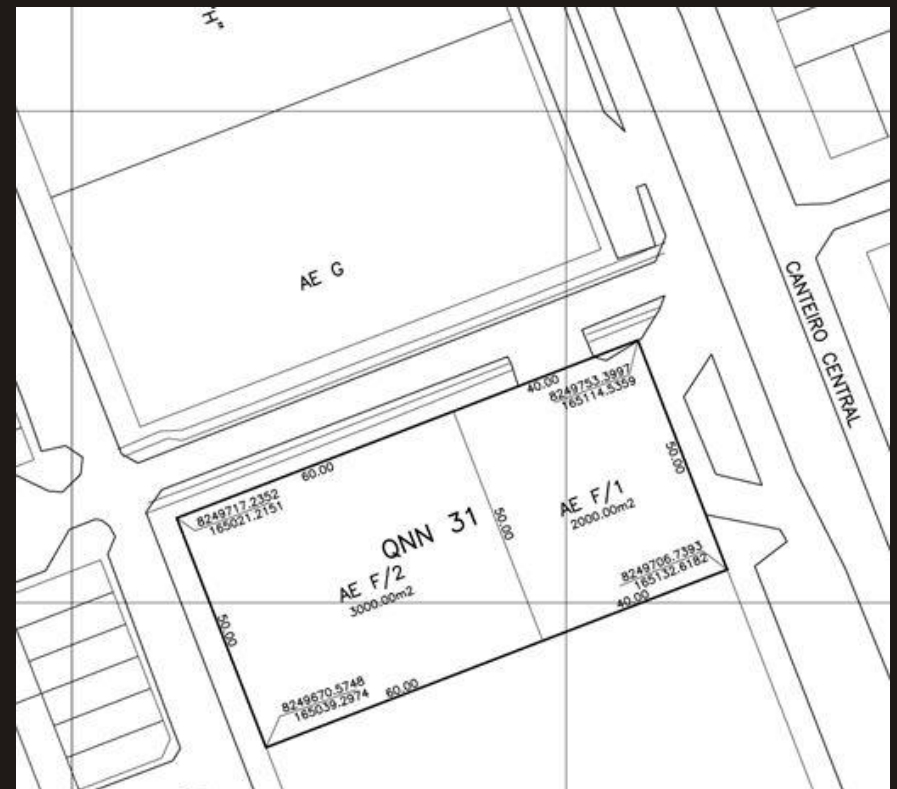 "H"
AE G
CANTEIRO CENTRAL
40.00
8249753.3997
165114.5359
60.00
50.00
8249717.2352
165021.2151
AE F/1
2000.00m2
50.00
QNN 31
AE F/2
3000.00m2
8249706.7393
165132.6182
40.00
50.00
8249670.5748
165039.2974
60.00